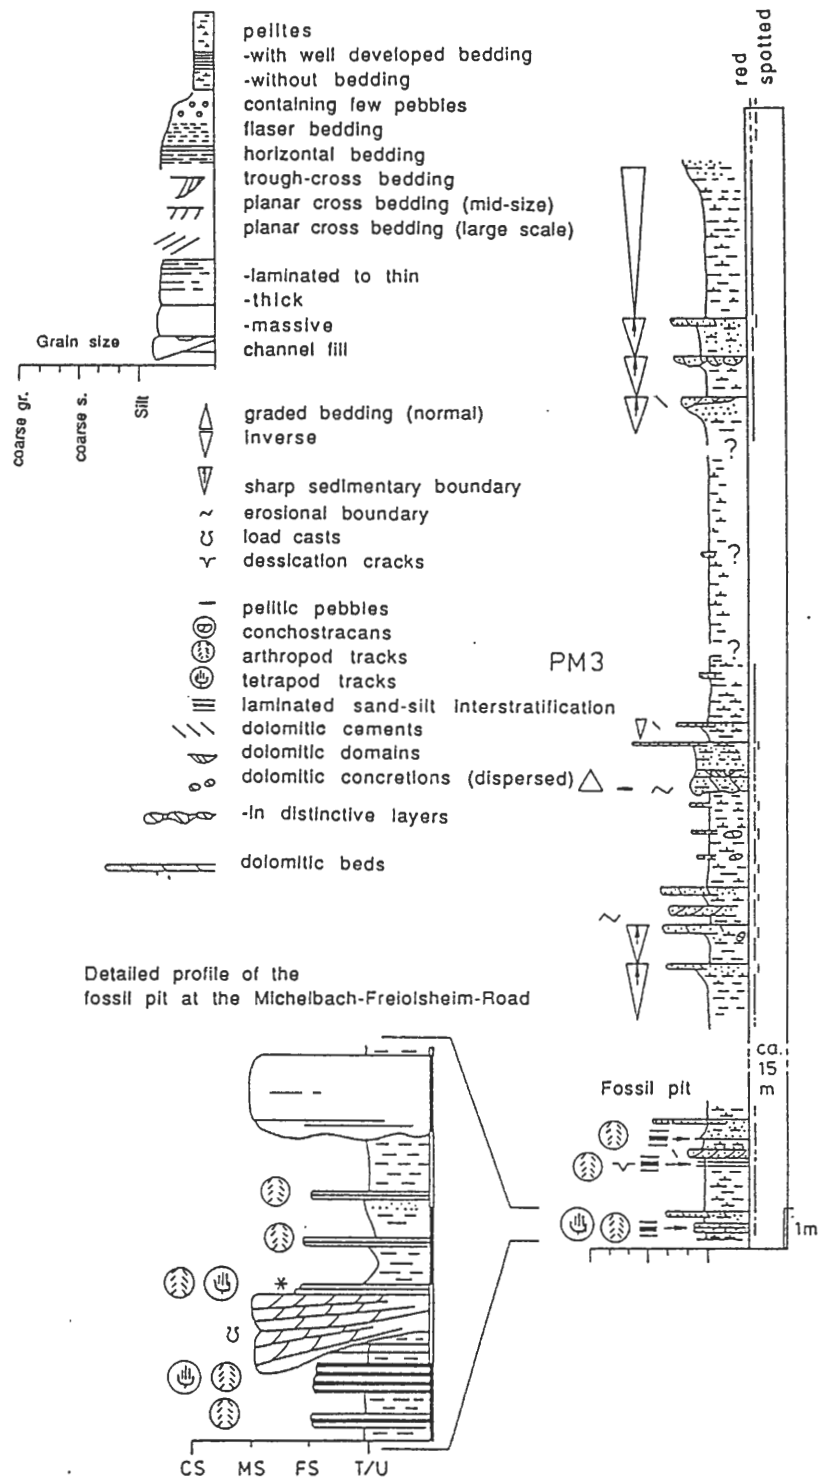 pelites
-with well developed bedding
-without bedding
containing few pebbles
flaser bedding
horizontal bedding
trough-cross bedding
planar cross bedding (mid-size)
planar cross bedding (large scale)
-laminated to thin
-thick
-massive
channel fill
Grain size
coarse gr.
coarse s.
Silt
graded bedding (normal)
inverse
sharp sedimentary boundary
erosional boundary
load casts
dessication cracks
pelitic pebbles
conchostracans
arthropod tracks
tetrapod tracks
laminated sand-silt interstratification
dolomitic cements
dolomitic domains
dolomitic concretions (dispersed)
-in distinctive layers
dolomitic beds
Detailed profile of the
fossil pit at the Michelbach-Freiolsheim-Road
*
CS MS FS T/U
red
spotted
?
?
?
PM3
ca.
15
m
Fossil pit
1m